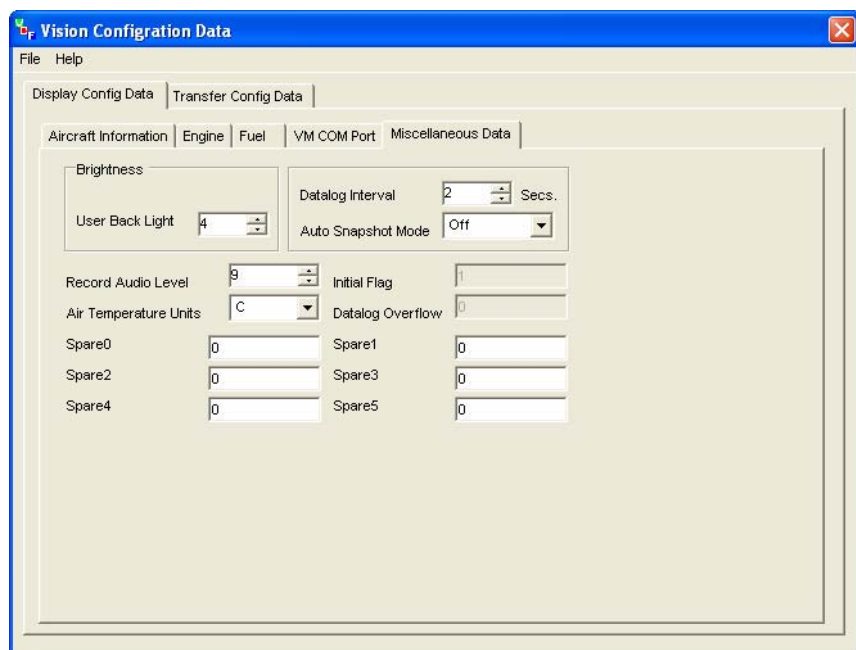 Vision Configration Data
File Help
Display Config Data Transfer Config Data
Aircraft Information Engine Fuel VM COM Port Miscellaneous Data
Brightness
User Back Light 4
Datalog Interval 2 Secs.
Auto Snapshot Mode Off
Record Audio Level 9 Initial Flag 1
Air Temperature Units C Datalog Overflow 0
Spare0 0 Spare1 0
Spare2 0 Spare3 0
Spare4 0 Spare5 0